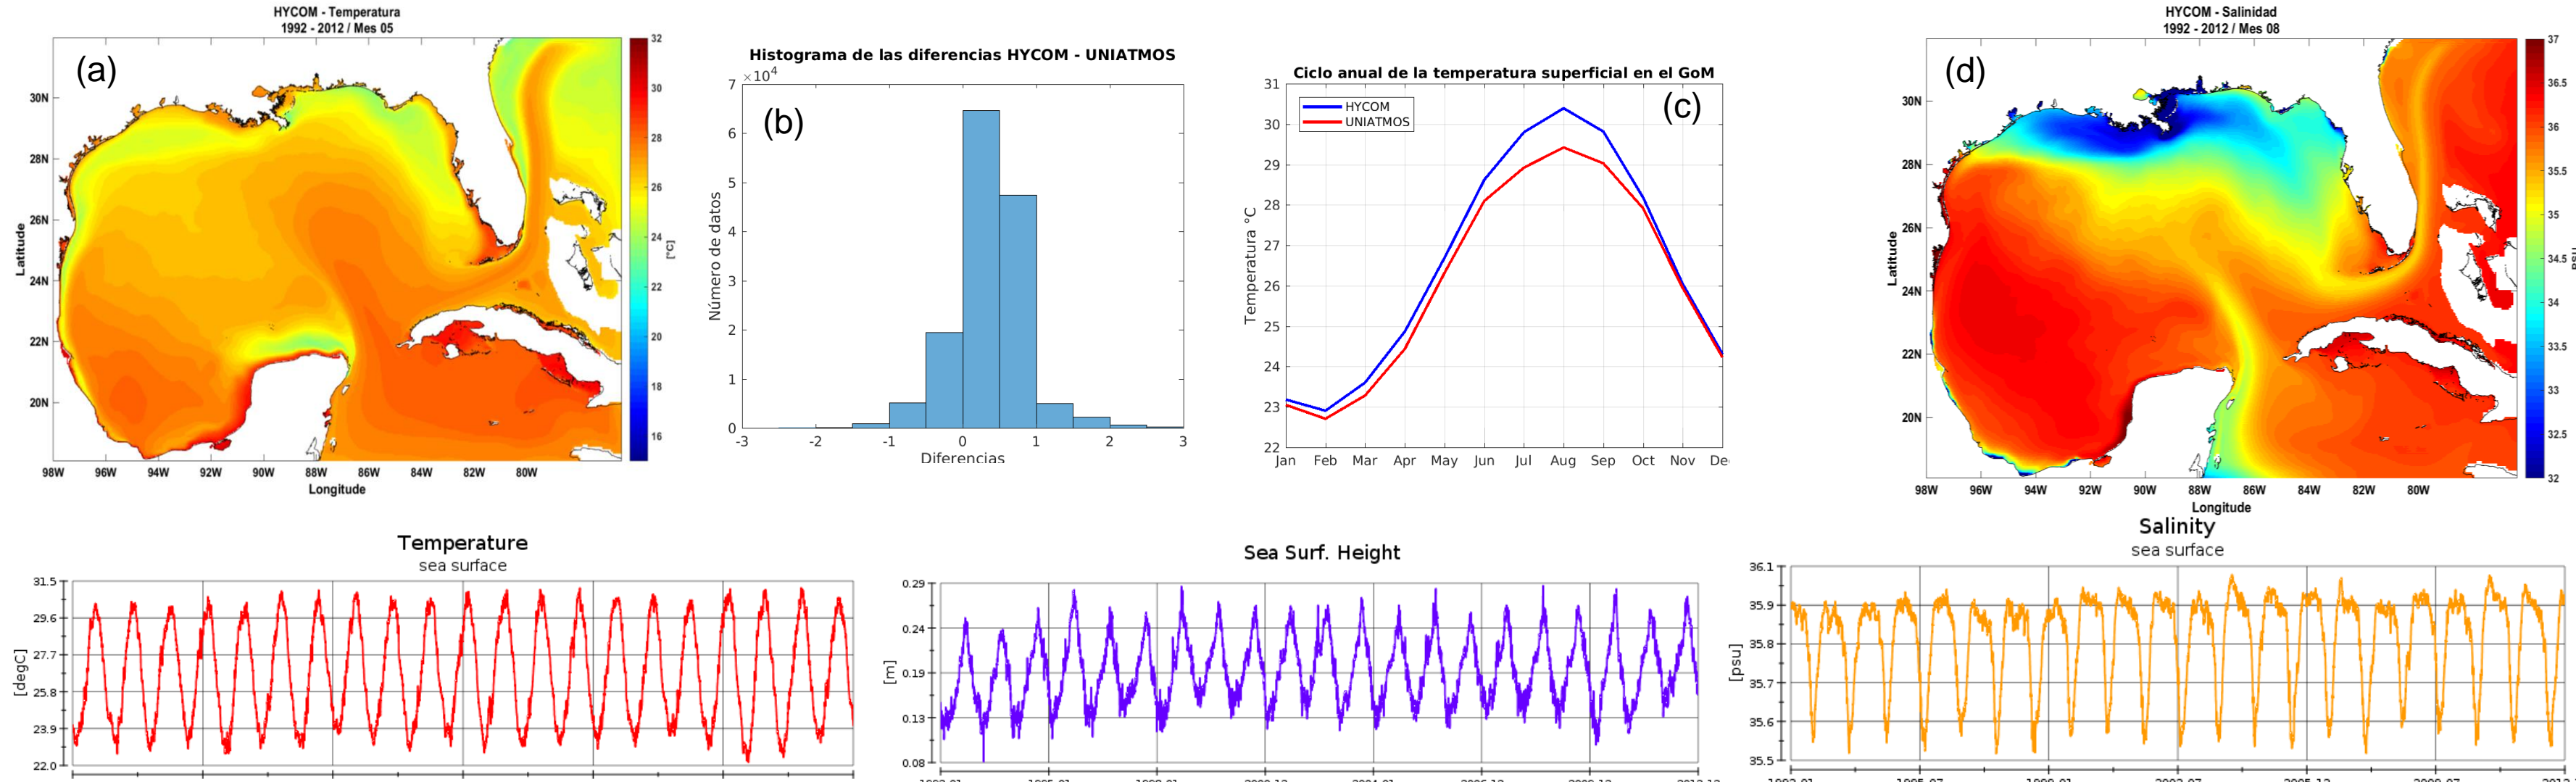 HYCOM - Temperatura
1992 - 2012 / Mes 05
(a)
30N
28N
26N
24N
22N
20N
Latitude
98W 96W 94W 92W 90W 88W 86W 84W 82W 80W
Longitude
32
30
28
26
24
22
20
18
16
[°C]
Histograma de las diferencias HYCOM - UNIATMOS
×10⁴
(b)
7
6
5
4
3
2
1
0
Número de datos
-3 -2 -1 0 1 2 3
Diferencias
Ciclo anual de la temperatura superficial en el GoM
HYCOM
UNIATMOS
(c)
31
30
29
28
27
26
25
24
23
22
Temperatura °C
Jan Feb Mar Apr May Jun Jul Aug Sep Oct Nov De
HYCOM - Salinidad
1992 - 2012 / Mes 08
(d)
30N
28N
26N
24N
22N
20N
Latitude
98W 96W 94W 92W 90W 88W 86W 84W 82W 80W
Longitude
37
36.5
36
35.5
35
34.5
34
33.5
33
32.5
32
Temperature
sea surface
31.5
29.6
27.7
25.8
23.9
22.0
[degC]
Sea Surf. Height
0.29
0.24
0.19
0.13
0.08
[m]
Salinity
sea surface
36.1
35.9
35.8
35.7
35.6
35.5
[psu]